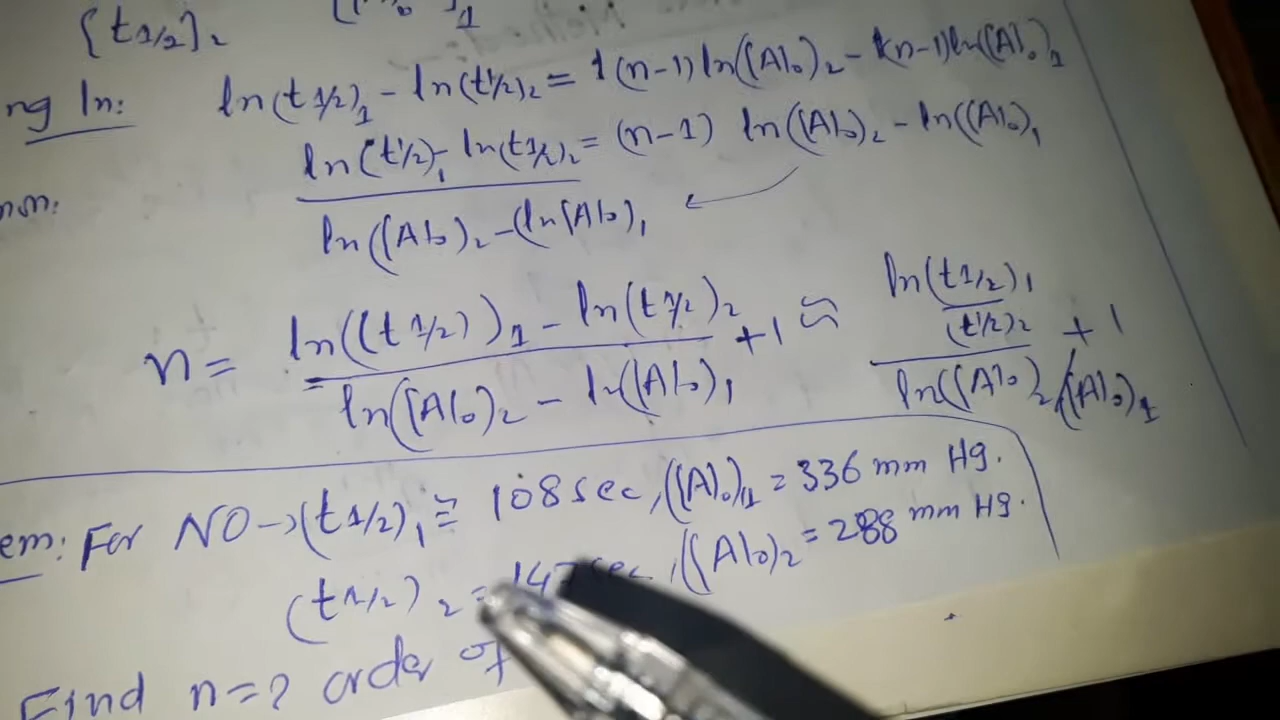 {t1/2}₂
ng ln: ln(t1/2)₁ - ln(t1/2)₂ = 1(n-1)ln([A]₀)₂ - 1(n-1)ln([A]₀)₁
ln(t1/2)₁ - ln(t1/2)₂ = (n-1) ln([A]₀)₂ - ln([A]₀)₁
ln([A]₀)₂ - (ln[A]₀)₁
n = ln((t1/2))₁ - ln(t1/2)₂ / ln([A]₀)₂ - ln([A]₀)₁ + 1 ≈ ln(t1/2)₁/(t1/2)₂ / ln([A]₀)₂/([A]₀)₁ + 1
em: For NO → (t1/2)₁ ≅ 108 sec, ([A]₀)₁ = 336 mm Hg.
(t1/2)₂ = sec, ([A]₀)₂ = 288 mm Hg.
Find n = ? order of